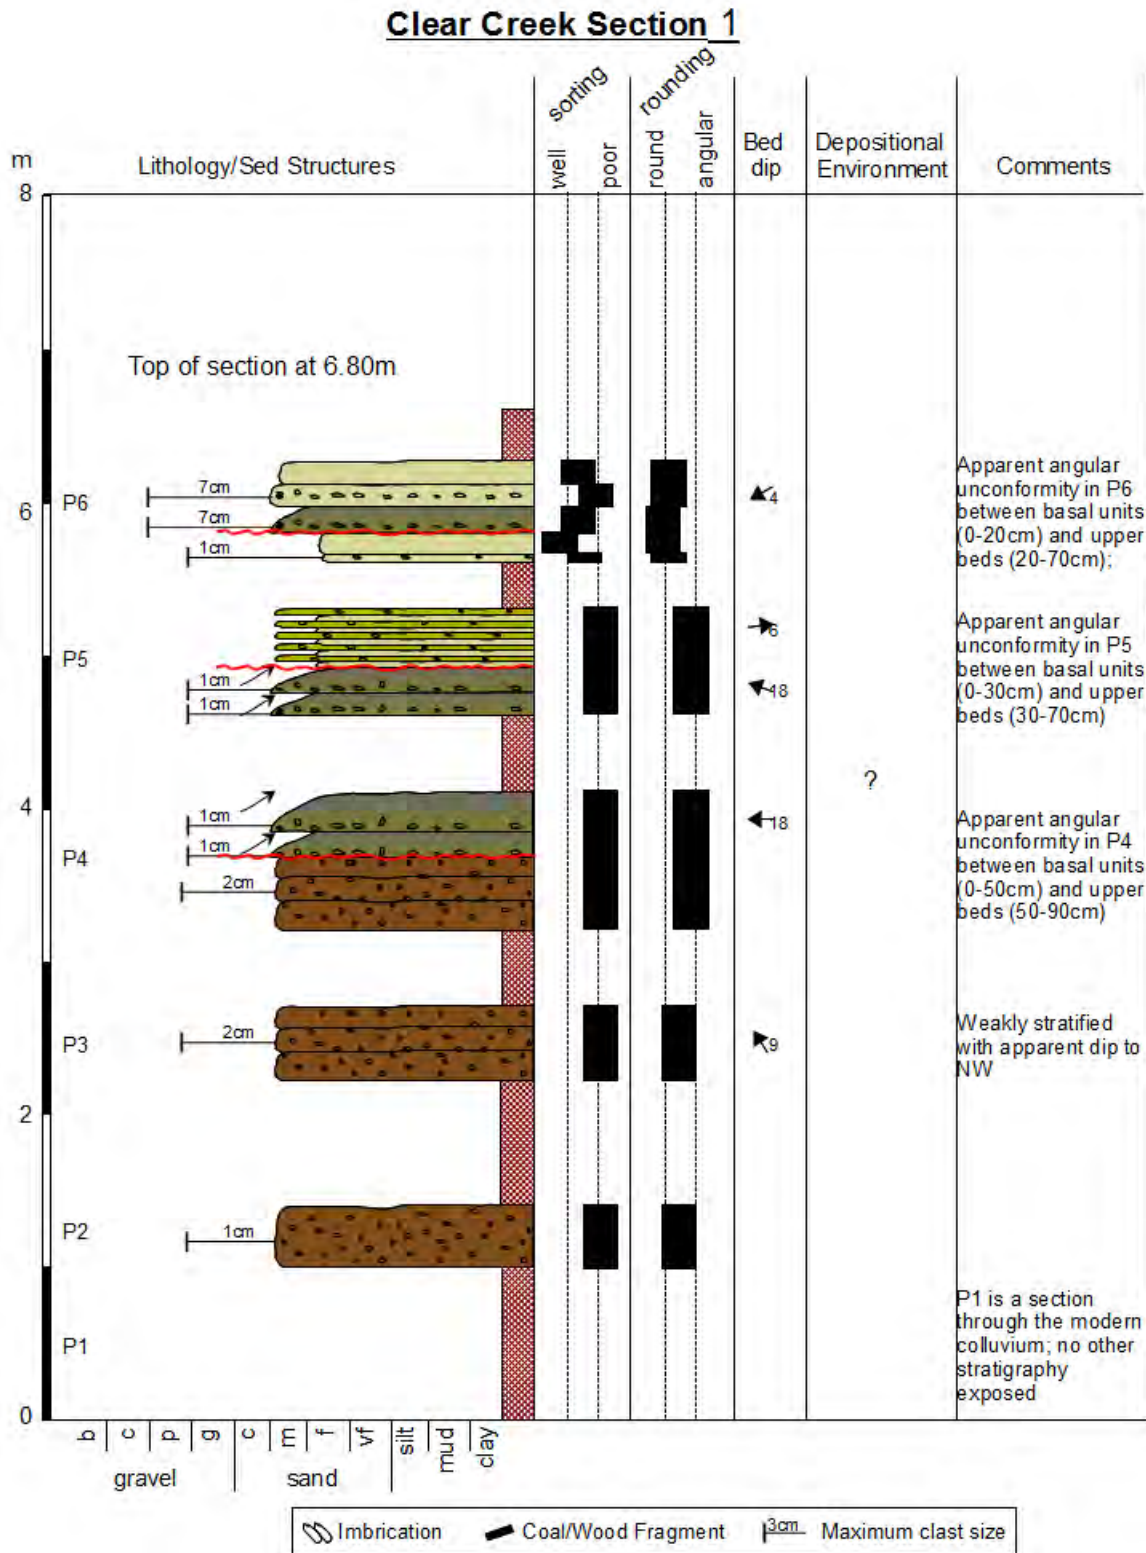 Clear Creek Section 1
sorting
rounding
well
poor
round
angular
m
Lithology/Sed Structures
Bed
dip
Depositional
Environment
Comments
8
Top of section at 6.80m
P6
7cm
7cm
1cm
4
Apparent angular
unconformity in P6
between basal units
(0-20cm) and upper
beds (20-70cm);
6
P5
1cm
1cm
6
18
Apparent angular
unconformity in P5
between basal units
(0-30cm) and upper
beds (30-70cm)
?
4
P4
1cm
1cm
2cm
18
Apparent angular
unconformity in P4
between basal units
(0-50cm) and upper
beds (50-90cm)
P3
2cm
9
Weakly stratified
with apparent dip to
NW
2
P2
1cm
P1
P1 is a section
through the modern
colluvium; no other
stratigraphy
exposed
0
b
c
p
g
c
m
f
vf
silt
mud
clay
gravel
sand
Imbrication
Coal/Wood Fragment
3cm
Maximum clast size